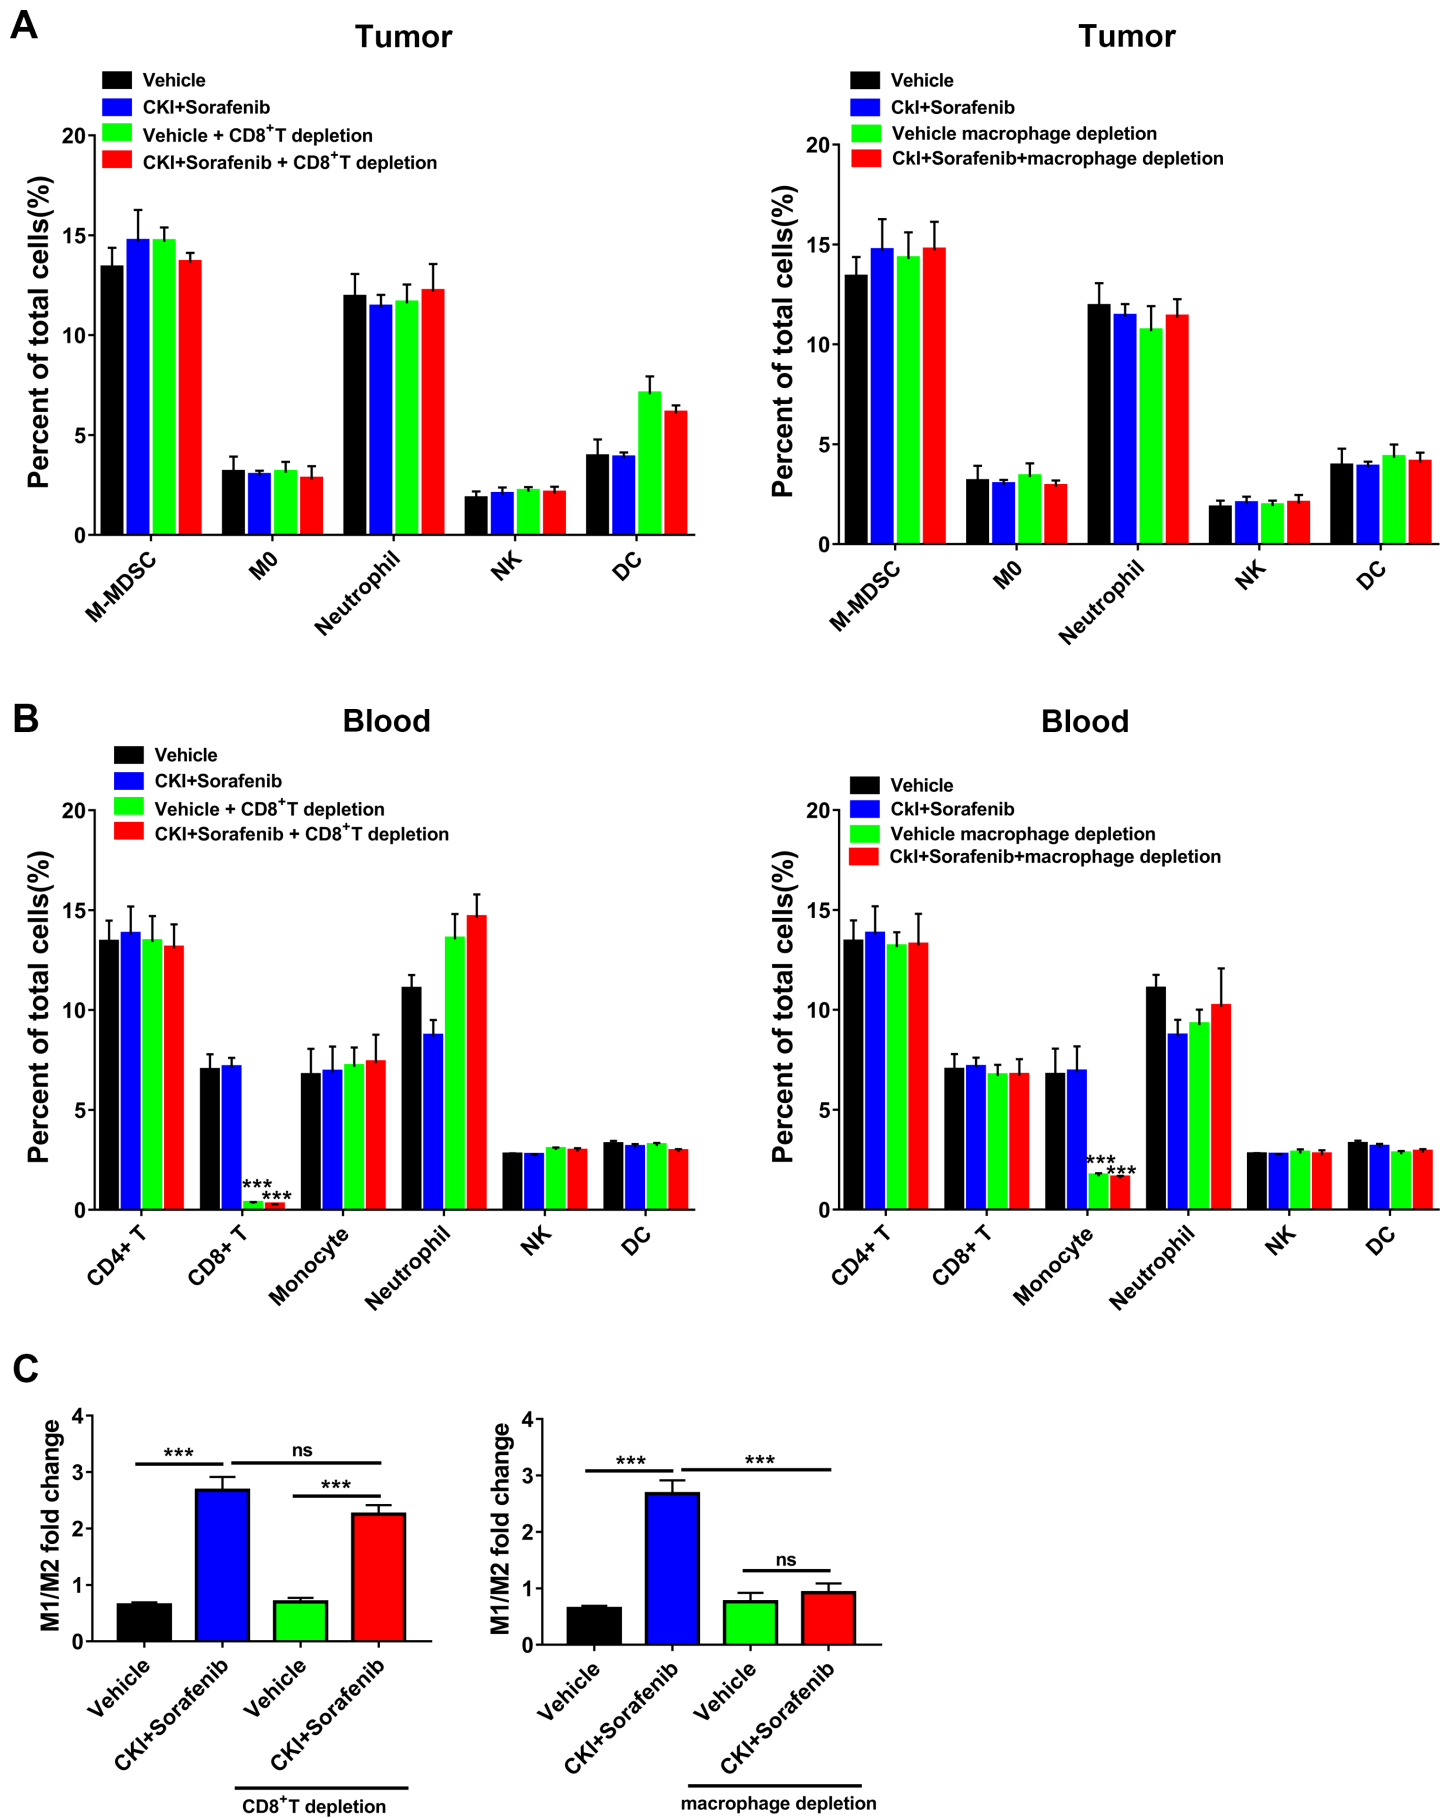 A
Tumor
Vehicle
CKI+Sorafenib
Vehicle + CD8+T depletion
CKI+Sorafenib + CD8+T depletion
Percent of total cells(%)
20
15
10
5
0
M-MDSC
M0
Neutrophil
NK
DC
Tumor
Vehicle
CkI+Sorafenib
Vehicle macrophage depletion
CkI+Sorafenib+macrophage depletion
Percent of total cells(%)
20
15
10
5
0
M-MDSC
M0
Neutrophil
NK
DC
B
Blood
Vehicle
CKI+Sorafenib
Vehicle + CD8+T depletion
CKI+Sorafenib + CD8+T depletion
Percent of total cells(%)
20
15
10
5
0
***
***
CD4+ T
CD8+ T
Monocyte
Neutrophil
NK
DC
Blood
Vehicle
CkI+Sorafenib
Vehicle macrophage depletion
CkI+Sorafenib+macrophage depletion
Percent of total cells(%)
20
15
10
5
0
***
***
CD4+ T
CD8+ T
Monocyte
Neutrophil
NK
DC
C
M1/M2 fold change
4
3
2
1
0
***
ns
***
Vehicle
CKI+Sorafenib
Vehicle
CKI+Sorafenib
CD8+T depletion
M1/M2 fold change
4
3
2
1
0
***
***
ns
Vehicle
CKI+Sorafenib
Vehicle
CKI+Sorafenib
macrophage depletion